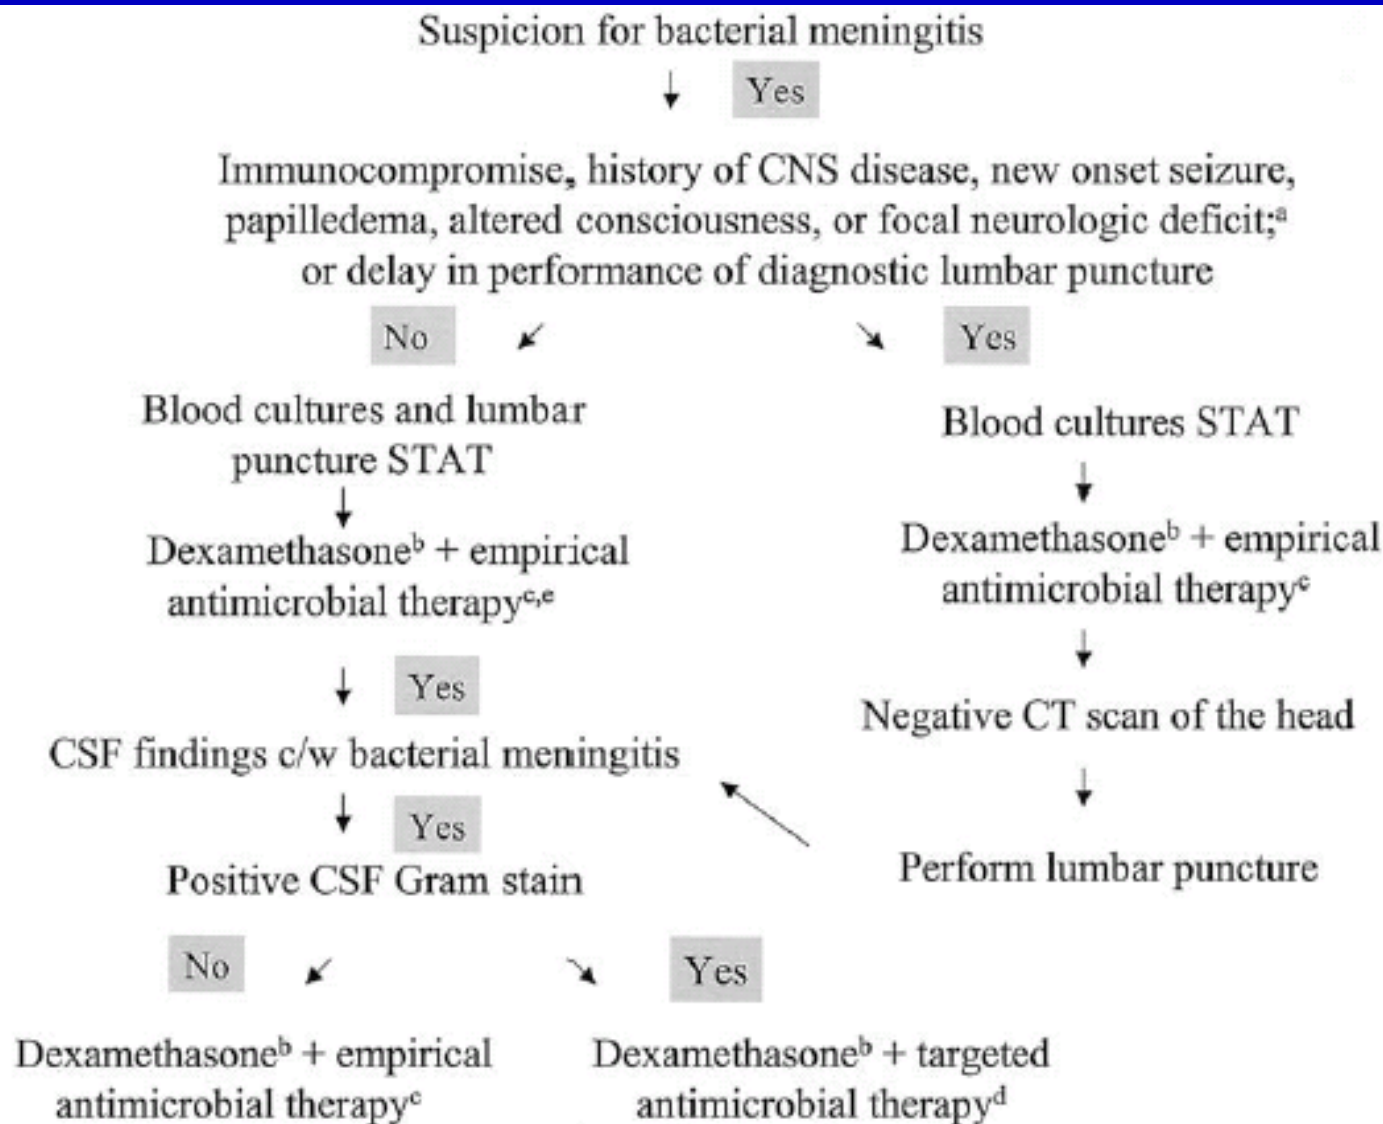 Suspicion for bacterial meningitis
Yes
Immunocompromise, history of CNS disease, new onset seizure,
papilledema, altered consciousness, or focal neurologic deficit;ᵃ
or delay in performance of diagnostic lumbar puncture
No
Yes
Blood cultures and lumbar
puncture STAT
Blood cultures STAT
Dexamethasoneᵇ + empirical
antimicrobial therapyᶜ,ᵉ
Dexamethasoneᵇ + empirical
antimicrobial therapyᶜ
Yes
Negative CT scan of the head
CSF findings c/w bacterial meningitis
Yes
Perform lumbar puncture
Positive CSF Gram stain
No
Yes
Dexamethasoneᵇ + empirical
antimicrobial therapyᶜ
Dexamethasoneᵇ + targeted
antimicrobial therapyᵈ